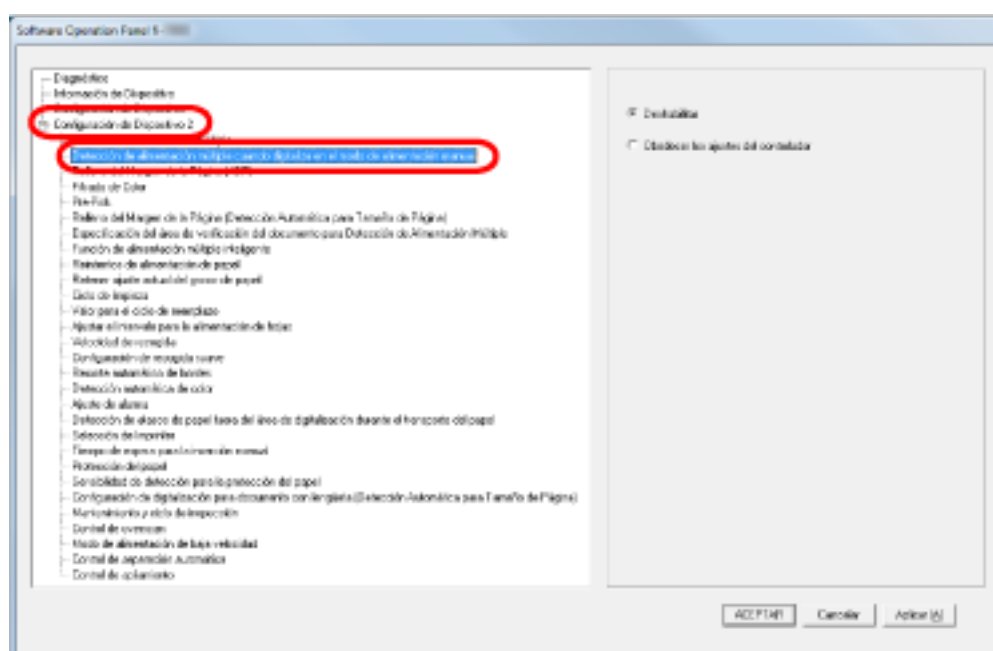 Software Operation Panel fi-
Diagnóstico
Información de Dispositivo
Configuración de Dispositivo 2
Detección de alimentación múltiple cuando digitaliza en el modo de alimentación manual
Filtrado de Color
Pre-Pick
Relleno del Margen de la Página (Detección Automática para Tamaño de Página)
Especificación del área de verificación del documento para Detección de Alimentación Múltiple
Función de alimentación múltiple inteligente
Reintentos de alimentación de papel
Retener ajuste actual del grosor de papel
Ciclo de limpieza
Valor para el ciclo de reemplazo
Ajustar el intervalo para la alimentación de hojas
Velocidad de recogida
Configuración de recogida suave
Recorte automático de bordes
Detección automática de color
Ajuste de alarma
Detección de atasco de papel fuera del área de digitalización durante el transporte del papel
Selección de Imprinter
Tiempo de espera para la inserción manual
Protección de papel
Sensibilidad de detección para la protección del papel
Configuración de digitalización para documento con lengüeta (Detección Automática para Tamaño de Página)
Mantenimiento y ciclo de inspección
Control de overscan
Modo de alimentación de baja velocidad
Control de separación automática
Control de apilamiento
Deshabilitar
Obedecer los ajustes del controlador
ACEPTAR
Cancelar
Aplicar (A)